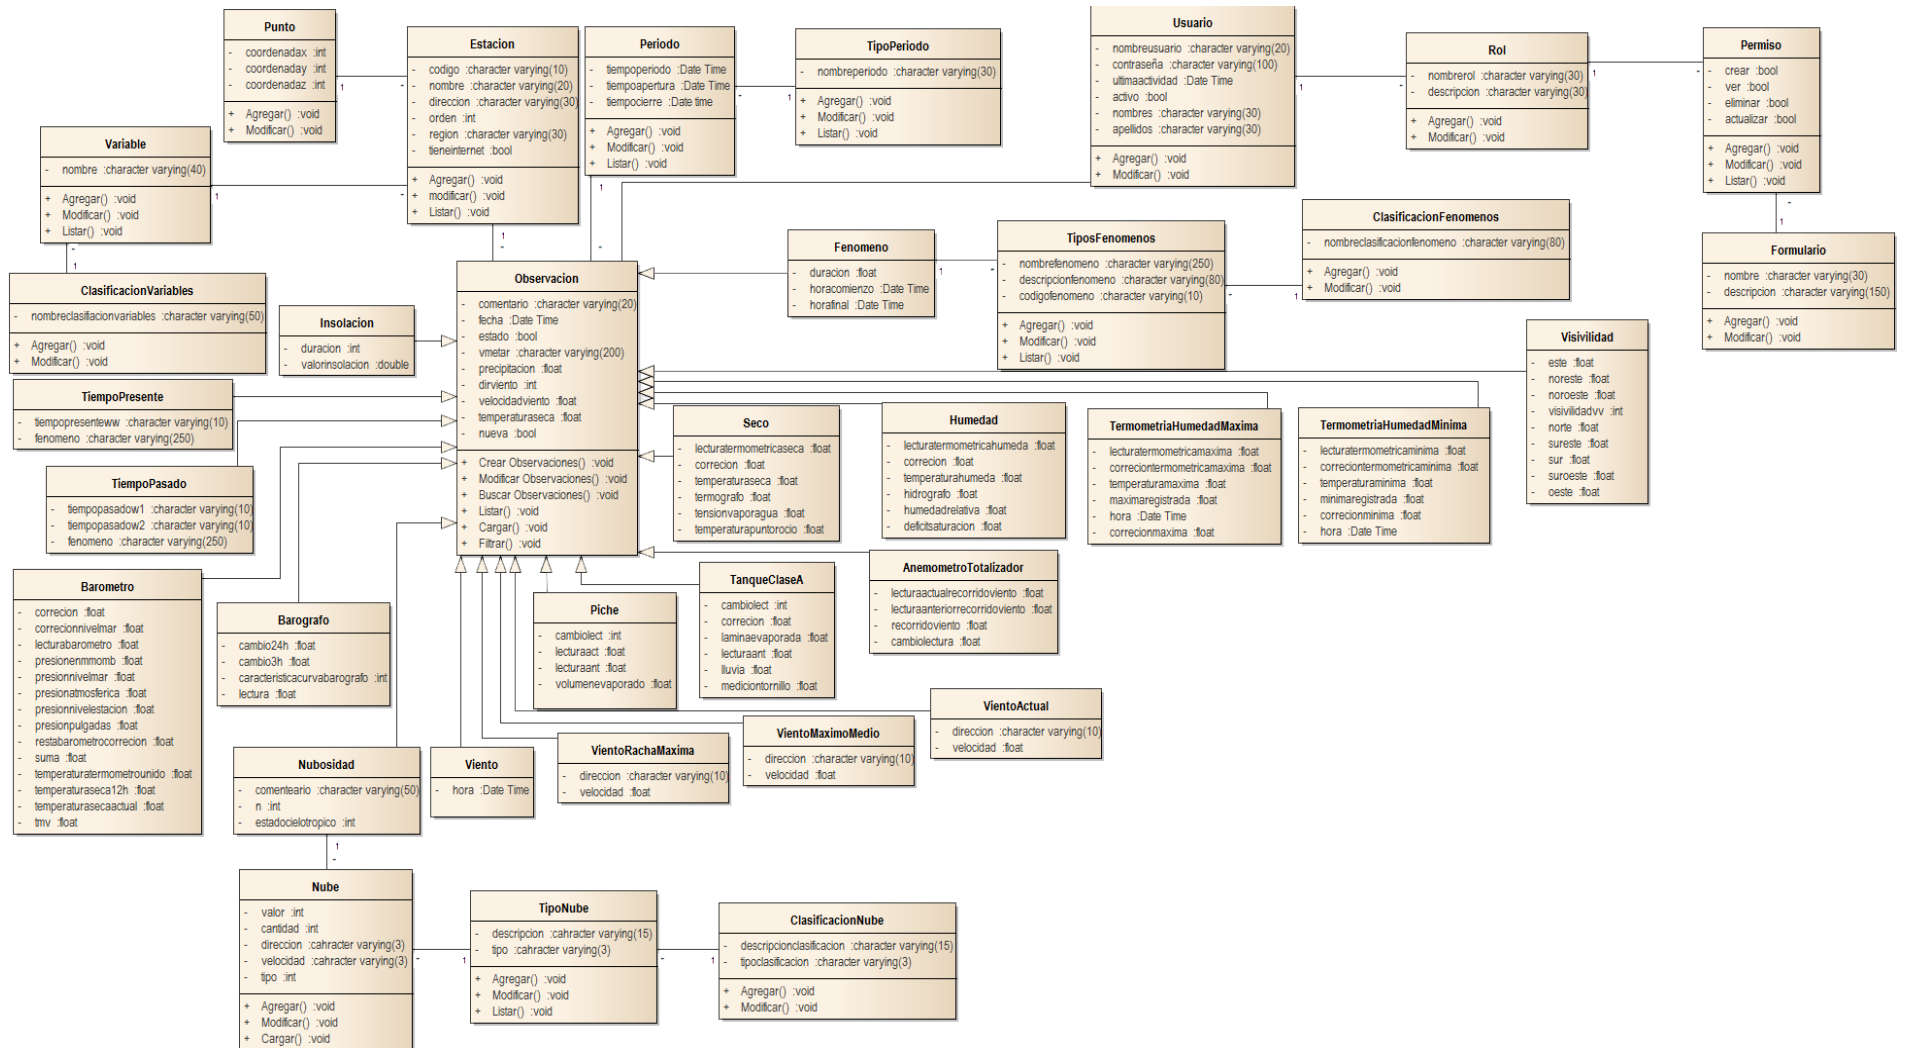 Punto
- coordenadax :int
- coordenaday :int
- coordenadaz :int
+ Agregar() :void
+ Modificar() :void
Estacion
- codigo :character varying(10)
- nombre :character varying(20)
- direccion :character varying(30)
- orden :int
- region :character varying(30)
- tieneinternet :bool
+ Agregar() :void
+ modificar() :void
+ Listar() :void
Periodo
- tiempoperiodo :Date Time
- tiempoapertura :Date Time
- tiempocierre :Date time
+ Agregar() :void
+ Modificar() :void
+ Listar() :void
TipoPeriodo
- nombreperiodo :character varying(30)
+ Agregar() :void
+ Modificar() :void
+ Listar() :void
Usuario
- nombreusuario :character varying(20)
- contraseña :character varying(100)
- ultimaactividad :Date Time
- activo :bool
- nombres :character varying(30)
- apellidos :character varying(30)
+ Agregar() :void
+ Modificar() :void
Rol
- nombrerol :character varying(30)
- descripcion :character varying(30)
+ Agregar() :void
+ Modificar() :void
Permiso
- crear :bool
- ver :bool
- eliminar :bool
- actualizar :bool
+ Agregar() :void
+ Modificar() :void
+ Listar() :void
Variable
- nombre :character varying(40)
+ Agregar() :void
+ Modificar() :void
+ Listar() :void
ClasificacionVariables
- nombreclasifiacionvariables :character varying(50)
+ Agregar() :void
+ Modificar() :void
Insolacion
- duracion :int
- valorinsolacion :double
Observacion
- comentario :character varying(20)
- fecha :Date Time
- estado :bool
- vmetar :character varying(200)
- precipitacion :float
- dirviento :int
- velocidadviento :float
- temperaturaseca :float
- nueva :bool
+ Crear Observaciones() :void
+ Modificar Observaciones() :void
+ Buscar Observaciones() :void
+ Listar() :void
+ Cargar() :void
+ Filtrar() :void
Fenomeno
- duracion :float
- horacomienzo :Date Time
- horafinal :Date Time
TiposFenomenos
- nombrefenomeno :character varying(250)
- descripcionfenomeno :character varying(80)
- codigofenomeno :character varying(10)
+ Agregar() :void
+ Modificar() :void
+ Listar() :void
ClasificacionFenomenos
- nombreclasificacionfenomeno :character varying(80)
+ Agregar() :void
+ Modificar() :void
Formulario
- nombre :character varying(30)
- descripcion :character varying(150)
+ Agregar() :void
+ Modificar() :void
TiempoPresente
- tiempopresenteww :character varying(10)
- fenomeno :character varying(250)
TiempoPasado
- tiempopasadow1 :character varying(10)
- tiempopasadow2 :character varying(10)
- fenomeno :character varying(250)
Seco
- lecturatermometricaseca :float
- correcion :float
- temperaturaseca :float
- termografo :float
- tensionvaporagua :float
- temperaturapuntorocio :float
Humedad
- lecturatermometricahumeda :float
- correcion :float
- temperaturahumeda :float
- hidrografo :float
- humedadrelativa :float
- deficitsaturacion :float
TermometriaHumedadMaxima
- lecturatermometricamaxima :float
- correciontermometricamaxima :float
- temperaturamaxima :float
- maximaregistrada :float
- hora :Date Time
- correcionmaxima :float
TermometriaHumedadMinima
- lecturatermometricaminima :float
- correciontermometricaminima :float
- temperaturaminima :float
- minimaregistrada :float
- correcionminima :float
- hora :Date Time
Visivilidad
- este :float
- noreste :float
- noroeste :float
- visivilidadvv :int
- norte :float
- sureste :float
- sur :float
- suroeste :float
- oeste :float
Barometro
- correcion :float
- correcionnivelmar :float
- lecturabarometro :float
- presionenmmomb :float
- presionnivelmar :float
- presionatmosferica :float
- presionnivelestacion :float
- presionpulgadas :float
- restabarometrocorrecion :float
- suma :float
- temperaturatermometrounido :float
- temperaturaseca12h :float
- temperaturasecaactual :float
- tmv :float
Barografo
- cambio24h :float
- cambio3h :float
- caracteristicacurvabarografo :int
- lectura :float
Piche
- cambiolect :int
- lecturaact :float
- lecturaant :float
- volumenevaporado :float
TanqueClaseA
- cambiolect :int
- correcion :float
- laminaevaporada :float
- lecturaant :float
- lluvia :float
- mediciontornillo :float
AnemometroTotalizador
- lecturaactualrecorridoviento :float
- lecturaanteriorrecorridoviento :float
- recorridoviento :float
- cambiolectura :float
Nubosidad
- comenteario :character varying(50)
- n :int
- estadocielotropico :int
Viento
- hora :Date Time
VientoRachaMaxima
- direccion :character varying(10)
- velocidad :float
VientoMaximoMedio
- direccion :character varying(10)
- velocidad :float
VientoActual
- direccion :character varying(10)
- velocidad :float
Nube
- valor :int
- cantidad :int
- direccion :cahracter varying(3)
- velocidad :cahracter varying(3)
- tipo :int
+ Agregar() :void
+ Modificar() :void
+ Cargar() :void
TipoNube
- descripcion :cahracter varying(15)
- tipo :cahracter varying(3)
+ Agregar() :void
+ Modificar() :void
+ Listar() :void
ClasificacionNube
- descripcionclasificacion :character varying(15)
- tipoclasificacion :character varying(3)
+ Agregar() :void
+ Modificar() :void